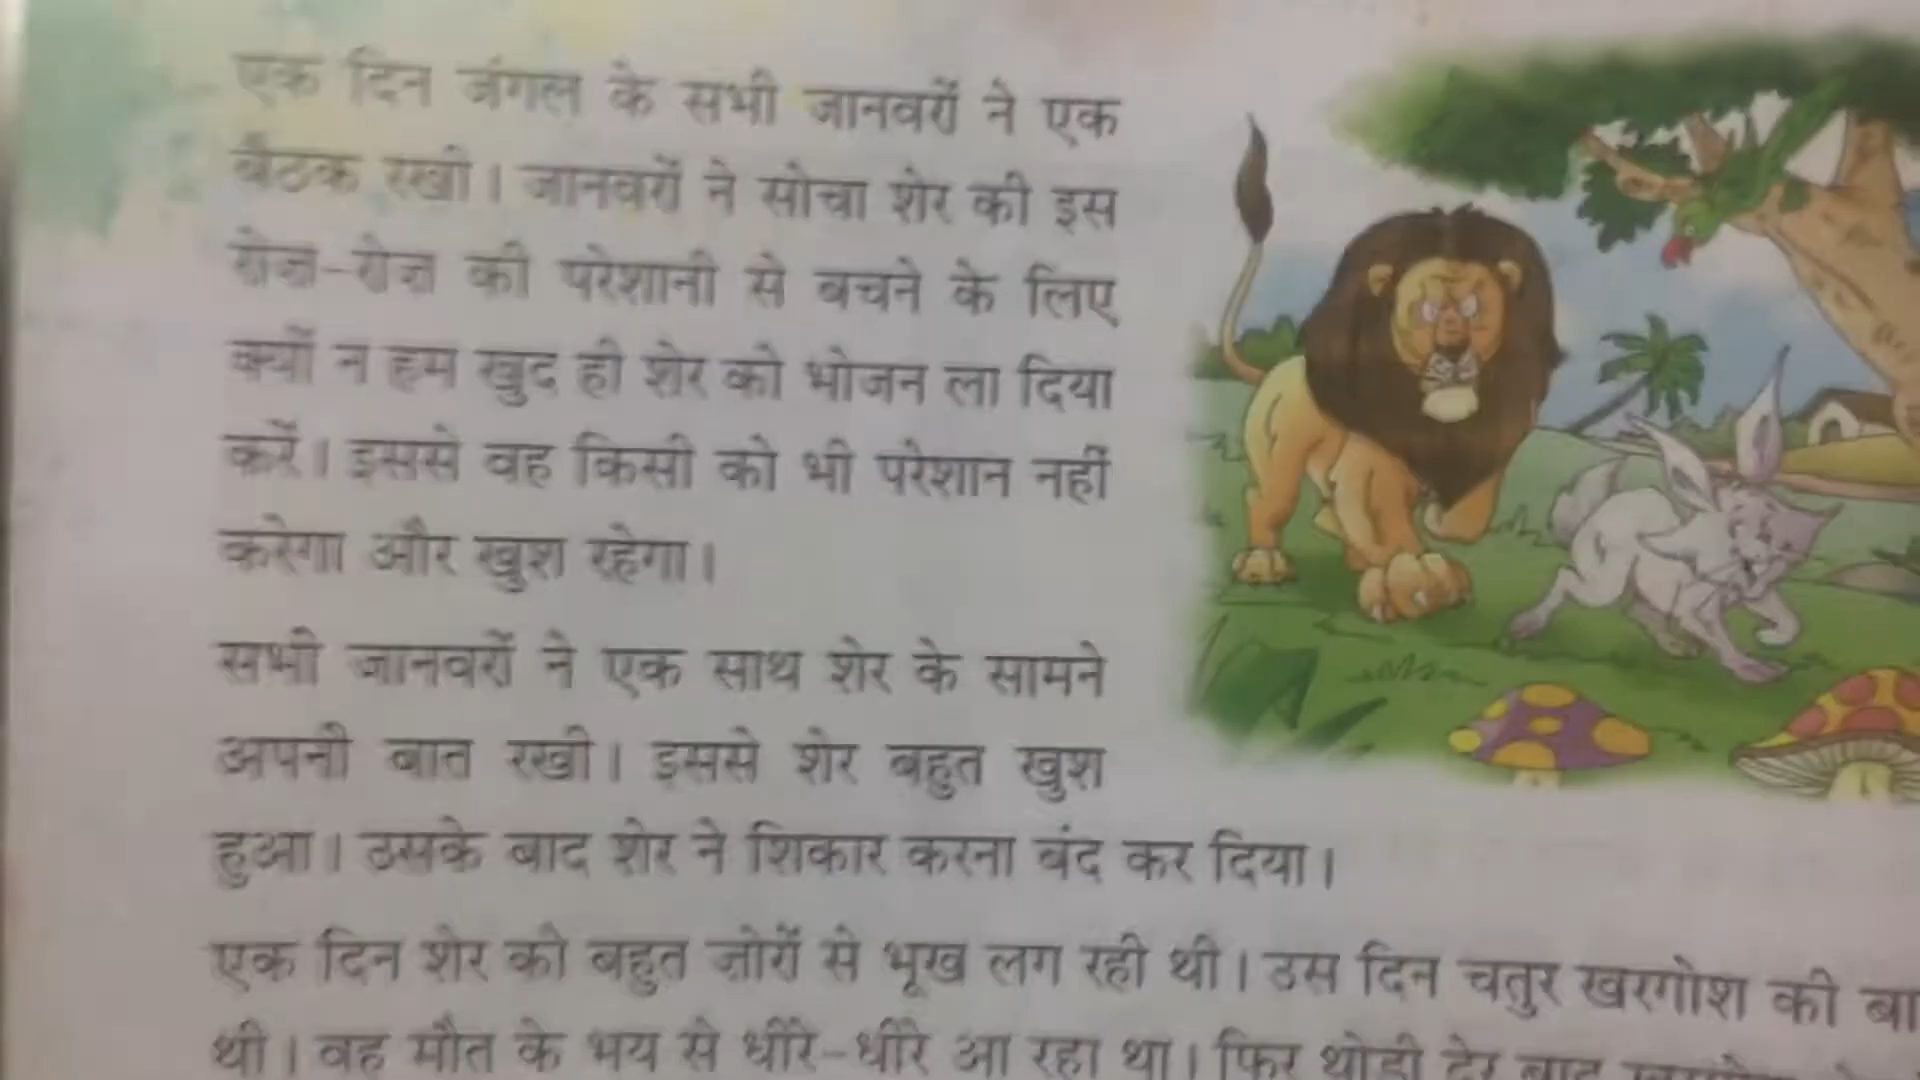 एक दिन जंगल के सभी जानवरों ने एक
बैठक रखी। जानवरों ने सोचा शेर की इस
रोज़-रोज़ की परेशानी से बचने के लिए
क्यों न हम खुद ही शेर को भोजन ला दिया
करें। इससे वह किसी को भी परेशान नहीं
करेगा और खुश रहेगा।
सभी जानवरों ने एक साथ शेर के सामने
अपनी बात रखी। इससे शेर बहुत खुश
हुआ। उसके बाद शेर ने शिकार करना बंद कर दिया।
एक दिन शेर को बहुत ज़ोरों से भूख लग रही थी। उस दिन चतुर खरगोश की
थी। वह मौत के भय से धीरे-धीरे आ रहा था। फिर थोड़ी देर बाद